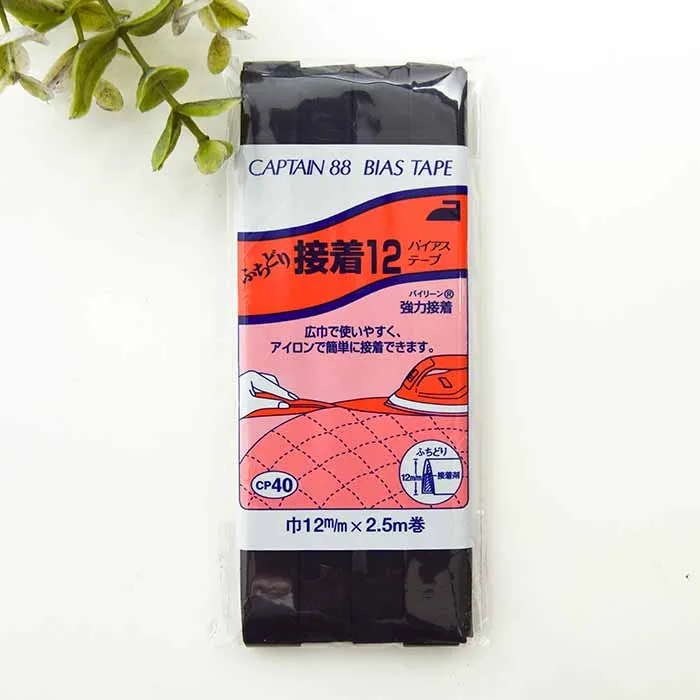 CAPTAIN 88 BIAS TAPE
ふちどり 接着12 バイアス
テープ
バイリーン®
強力接着
広巾で使いやすく、
アイロンで簡単に接着できます。
ふちどり
12m/m 接着剤
CP40
巾12m/m×2.5m巻